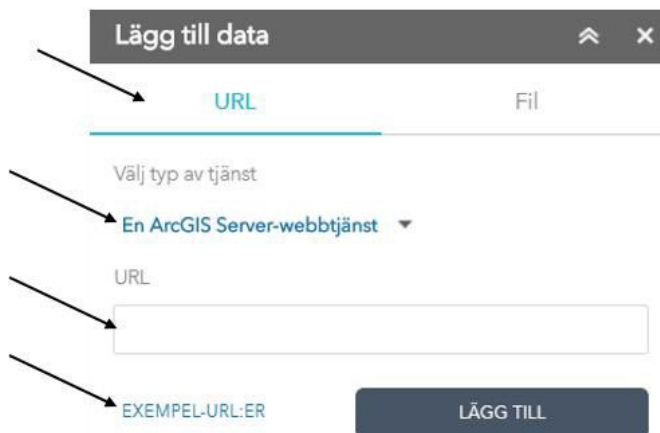 Lägg till data
URL Fil
Välj typ av tjänst
En ArcGIS Server-webbtjänst
URL
EXEMPEL-URL:ER LÄGG TILL